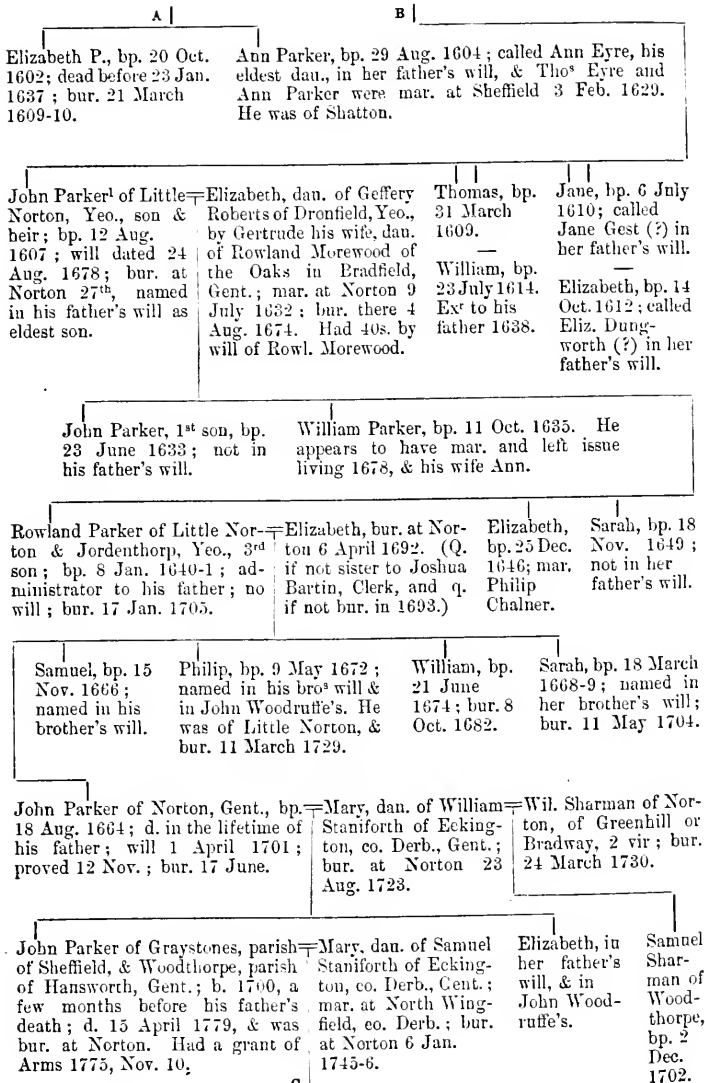 A
B
Elizabeth P., bp. 20 Oct.
1602; dead before 23 Jan.
1637 ; bur. 21 March
1609-10.
Ann Parker, bp. 29 Aug. 1604 ; called Ann Eyre, his
eldest dau., in her father's will, & Thoˢ Eyre and
Ann Parker were mar. at Sheffield 3 Feb. 1629.
He was of Shatton.
John Parker¹ of Little
Norton, Yeo., son &
heir ; bp. 12 Aug.
1607 ; will dated 24
Aug. 1678 ; bur. at
Norton 27ᵗʰ, named
in his father's will as
eldest son.
Elizabeth, dau. of Geffery
Roberts of Dronfield, Yeo.,
by Gertrude his wife, dau.
of Rowland Morewood of
the Oaks in Bradfield,
Gent. ; mar. at Norton 9
July 1632 ; bur. there 4
Aug. 1674. Had 40s. by
will of Rowl. Morewood.
Thomas, bp.
31 March
1609.
—
William, bp.
23 July 1614.
Exʳ to his
father 1638.
Jane, bp. 6 July
1610; called
Jane Gest (?) in
her father's will.
—
Elizabeth, bp. 14
Oct. 1612 ; called
Eliz. Dung-
worth (?) in her
father's will.
John Parker, 1ˢᵗ son, bp.
23 June 1633 ; not in
his father's will.
William Parker, bp. 11 Oct. 1635. He
appears to have mar. and left issue
living 1678, & his wife Ann.
Rowland Parker of Little Nor-
ton & Jordenthorp, Yeo., 3ʳᵈ
son ; bp. 8 Jan. 1640-1 ; ad-
ministrator to his father ; no
will ; bur. 17 Jan. 1705.
Elizabeth, bur. at Nor-
ton 6 April 1692. (Q.
if not sister to Joshua
Bartin, Clerk, and q.
if not bur. in 1693.)
Elizabeth,
bp. 25 Dec.
1646; mar.
Philip
Chalner.
Sarah, bp. 18
Nov. 1649 ;
not in her
father's will.
Samuel, bp. 15
Nov. 1666 ;
named in his
brother's will.
Philip, bp. 9 May 1672 ;
named in his broˢ will &
in John Woodruffe's. He
was of Little Norton, &
bur. 11 March 1729.
William, bp.
21 June
1674 ; bur. 8
Oct. 1682.
Sarah, bp. 18 March
1668-9 ; named in
her brother's will ;
bur. 11 May 1704.
John Parker of Norton, Gent., bp.
18 Aug. 1664 ; d. in the lifetime of
his father ; will 1 April 1701 ;
proved 12 Nov. ; bur. 17 June.
Mary, dau. of William
Staniforth of Ecking-
ton, co. Derb., Gent. ;
bur. at Norton 23
Aug. 1723.
Wil. Sharman of Nor-
ton, of Greenhill or
Bradway, 2 vir ; bur.
24 March 1730.
John Parker of Graystones, parish
of Sheffield, & Woodthorpe, parish
of Hansworth, Gent. ; b. 1700, a
few months before his father's
death ; d. 15 April 1779, & was
bur. at Norton. Had a grant of
Arms 1775, Nov. 10.
Mary, dau. of Samuel
Staniforth of Ecking-
ton, co. Derb., Gent. ;
mar. at North Wing-
field, co. Derb. ; bur.
at Norton 6 Jan.
1745-6.
Elizabeth, in
her father's
will, & in
John Wood-
ruffe's.
Samuel
Shar-
man of
Wood-
thorpe,
bp. 2
Dec.
1702.